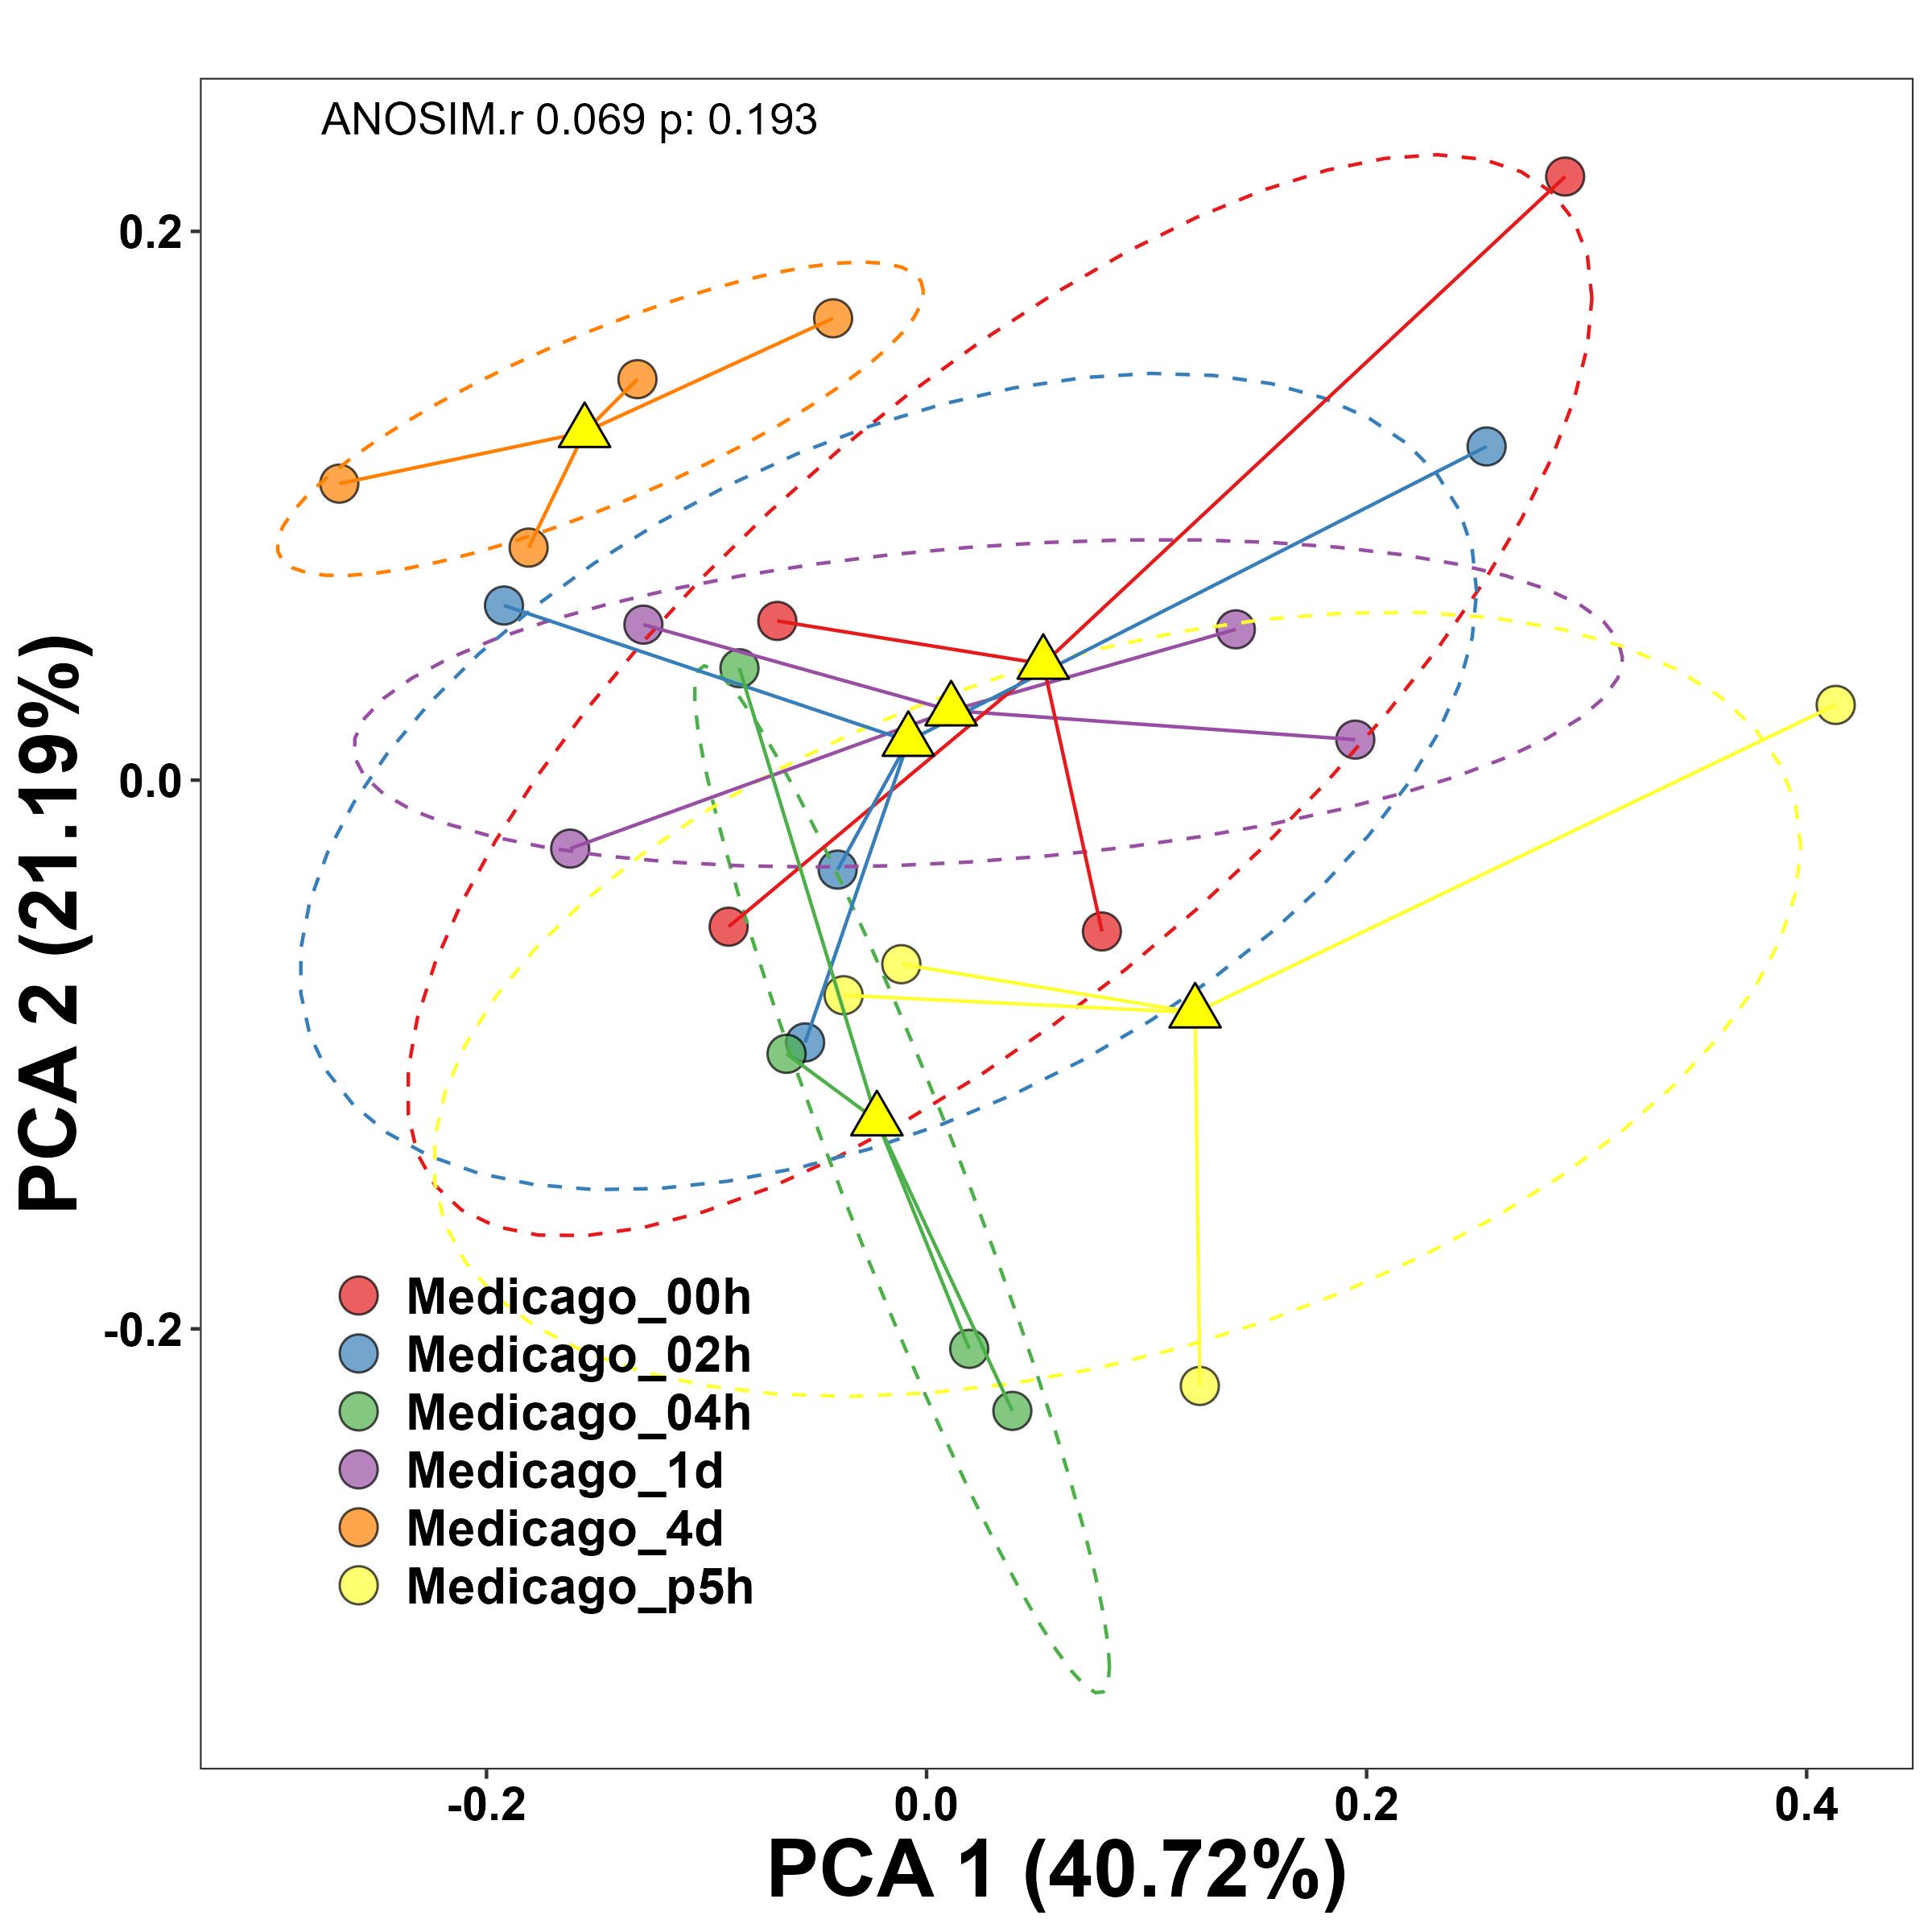 ANOSIM.r 0.069 p: 0.193
0.2
0.0
-0.2
PCA 2 (21.19%)
Medicago_00h
Medicago_02h
Medicago_04h
Medicago_1d
Medicago_4d
Medicago_p5h
-0.2 0.0 0.2 0.4
PCA 1 (40.72%)